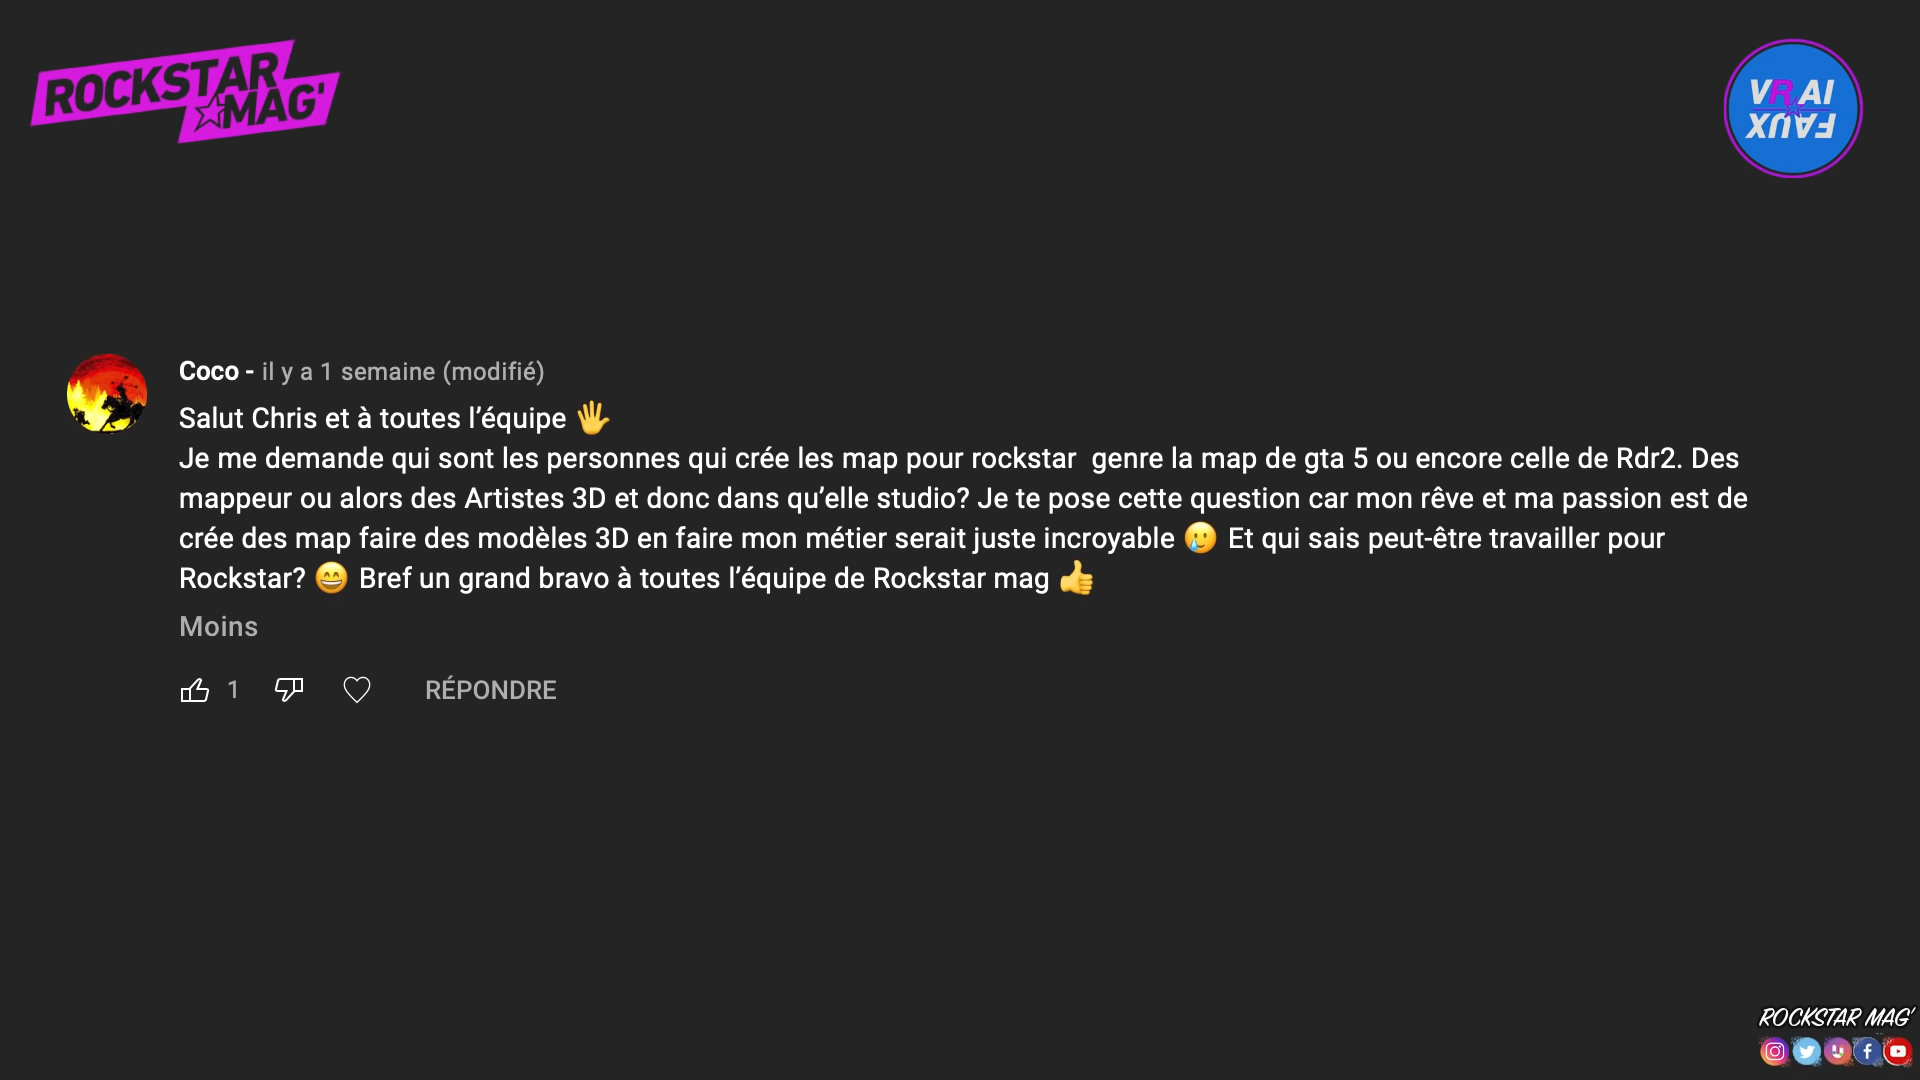 ROCKSTAR
MAG'
VRAI
FAUX
Coco - il y a 1 semaine (modifié)
Salut Chris et à toutes l’équipe 🖐
Je me demande qui sont les personnes qui crée les map pour rockstar  genre la map de gta 5 ou encore celle de Rdr2. Des
mappeur ou alors des Artistes 3D et donc dans qu’elle studio? Je te pose cette question car mon rêve et ma passion est de
crée des map faire des modèles 3D en faire mon métier serait juste incroyable 🥲 Et qui sais peut-être travailler pour
Rockstar? 😄 Bref un grand bravo à toutes l’équipe de Rockstar mag 👍
Moins
1
RÉPONDRE
ROCKSTAR MAG'